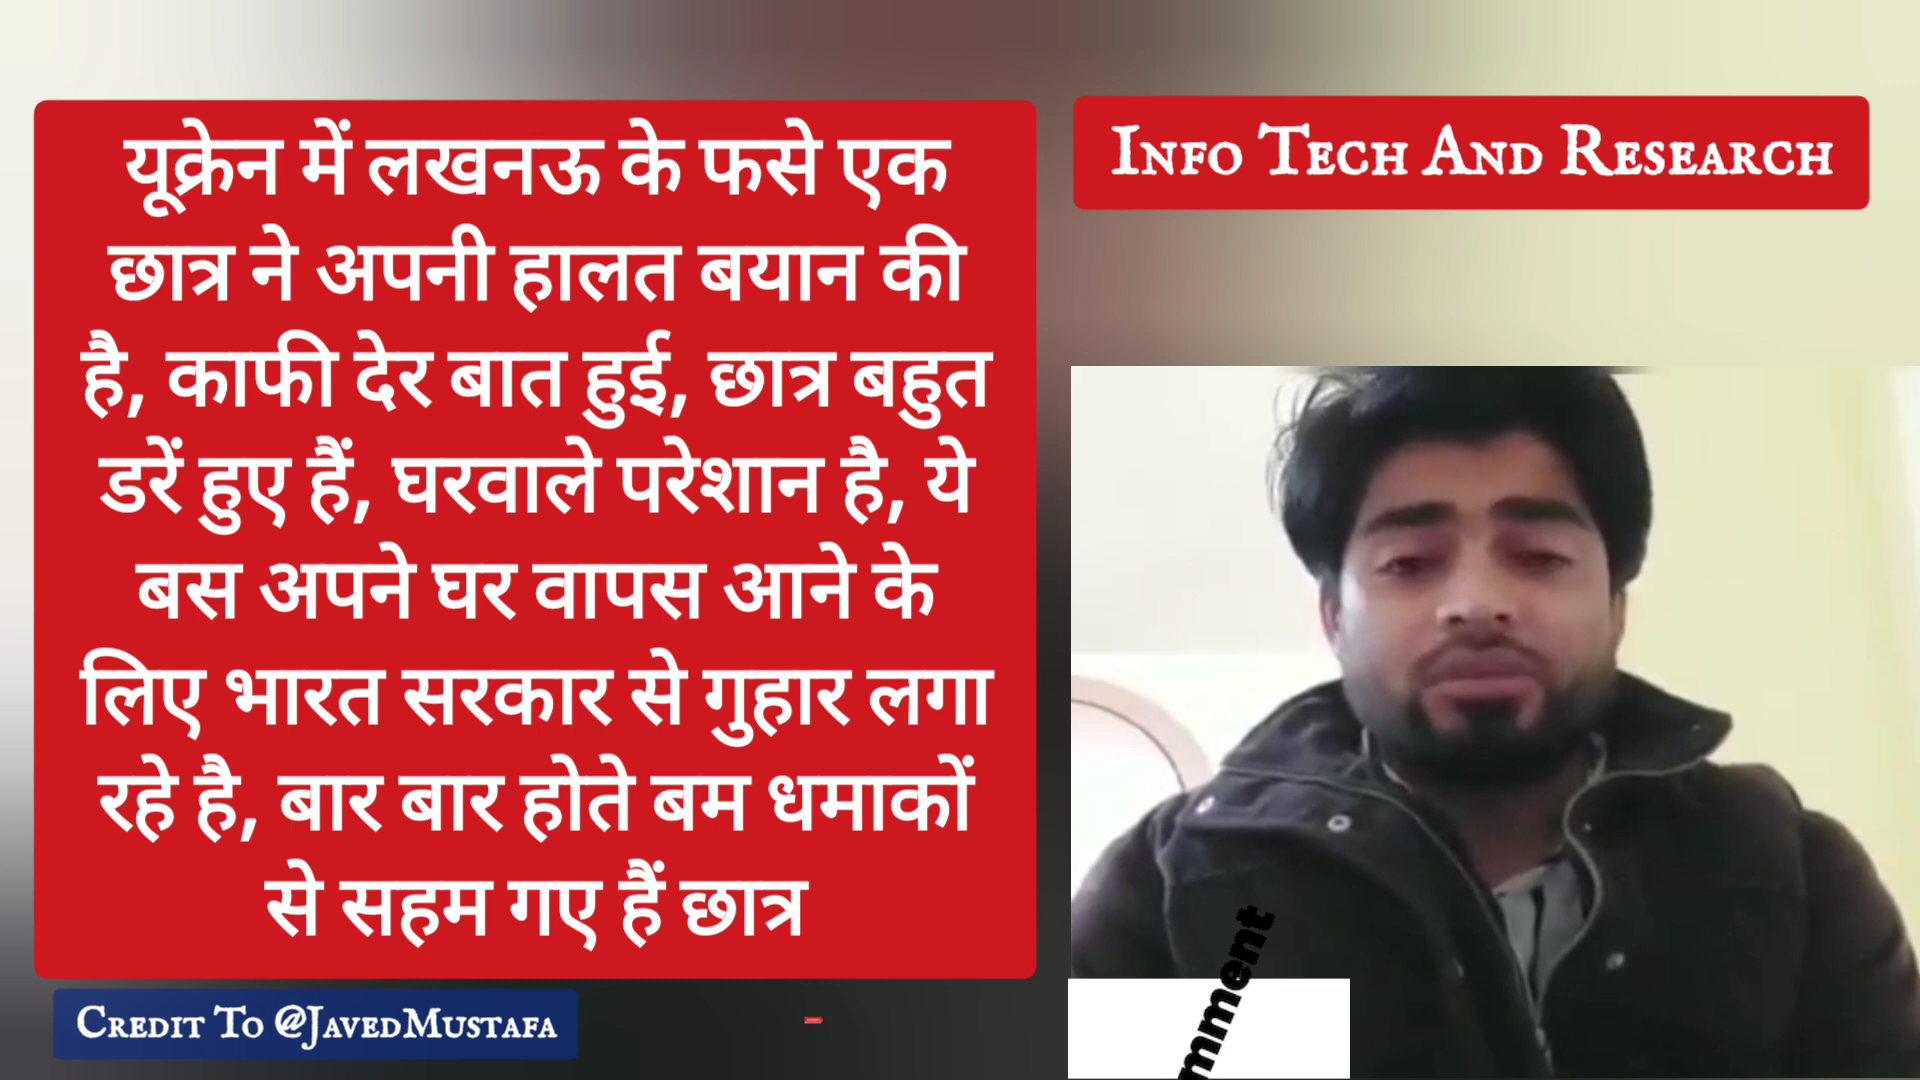 यूक्रेन में लखनऊ के फसे एक
छात्र ने अपनी हालत बयान की
है, काफी देर बात हुई, छात्र बहुत
डरें हुए हैं, घरवाले परेशान है, ये
बस अपने घर वापस आने के
लिए भारत सरकार से गुहार लगा
रहे है, बार बार होते बम धमाकों
से सहम गए हैं छात्र
Info Tech And Research
Credit To @JavedMustafa
mment